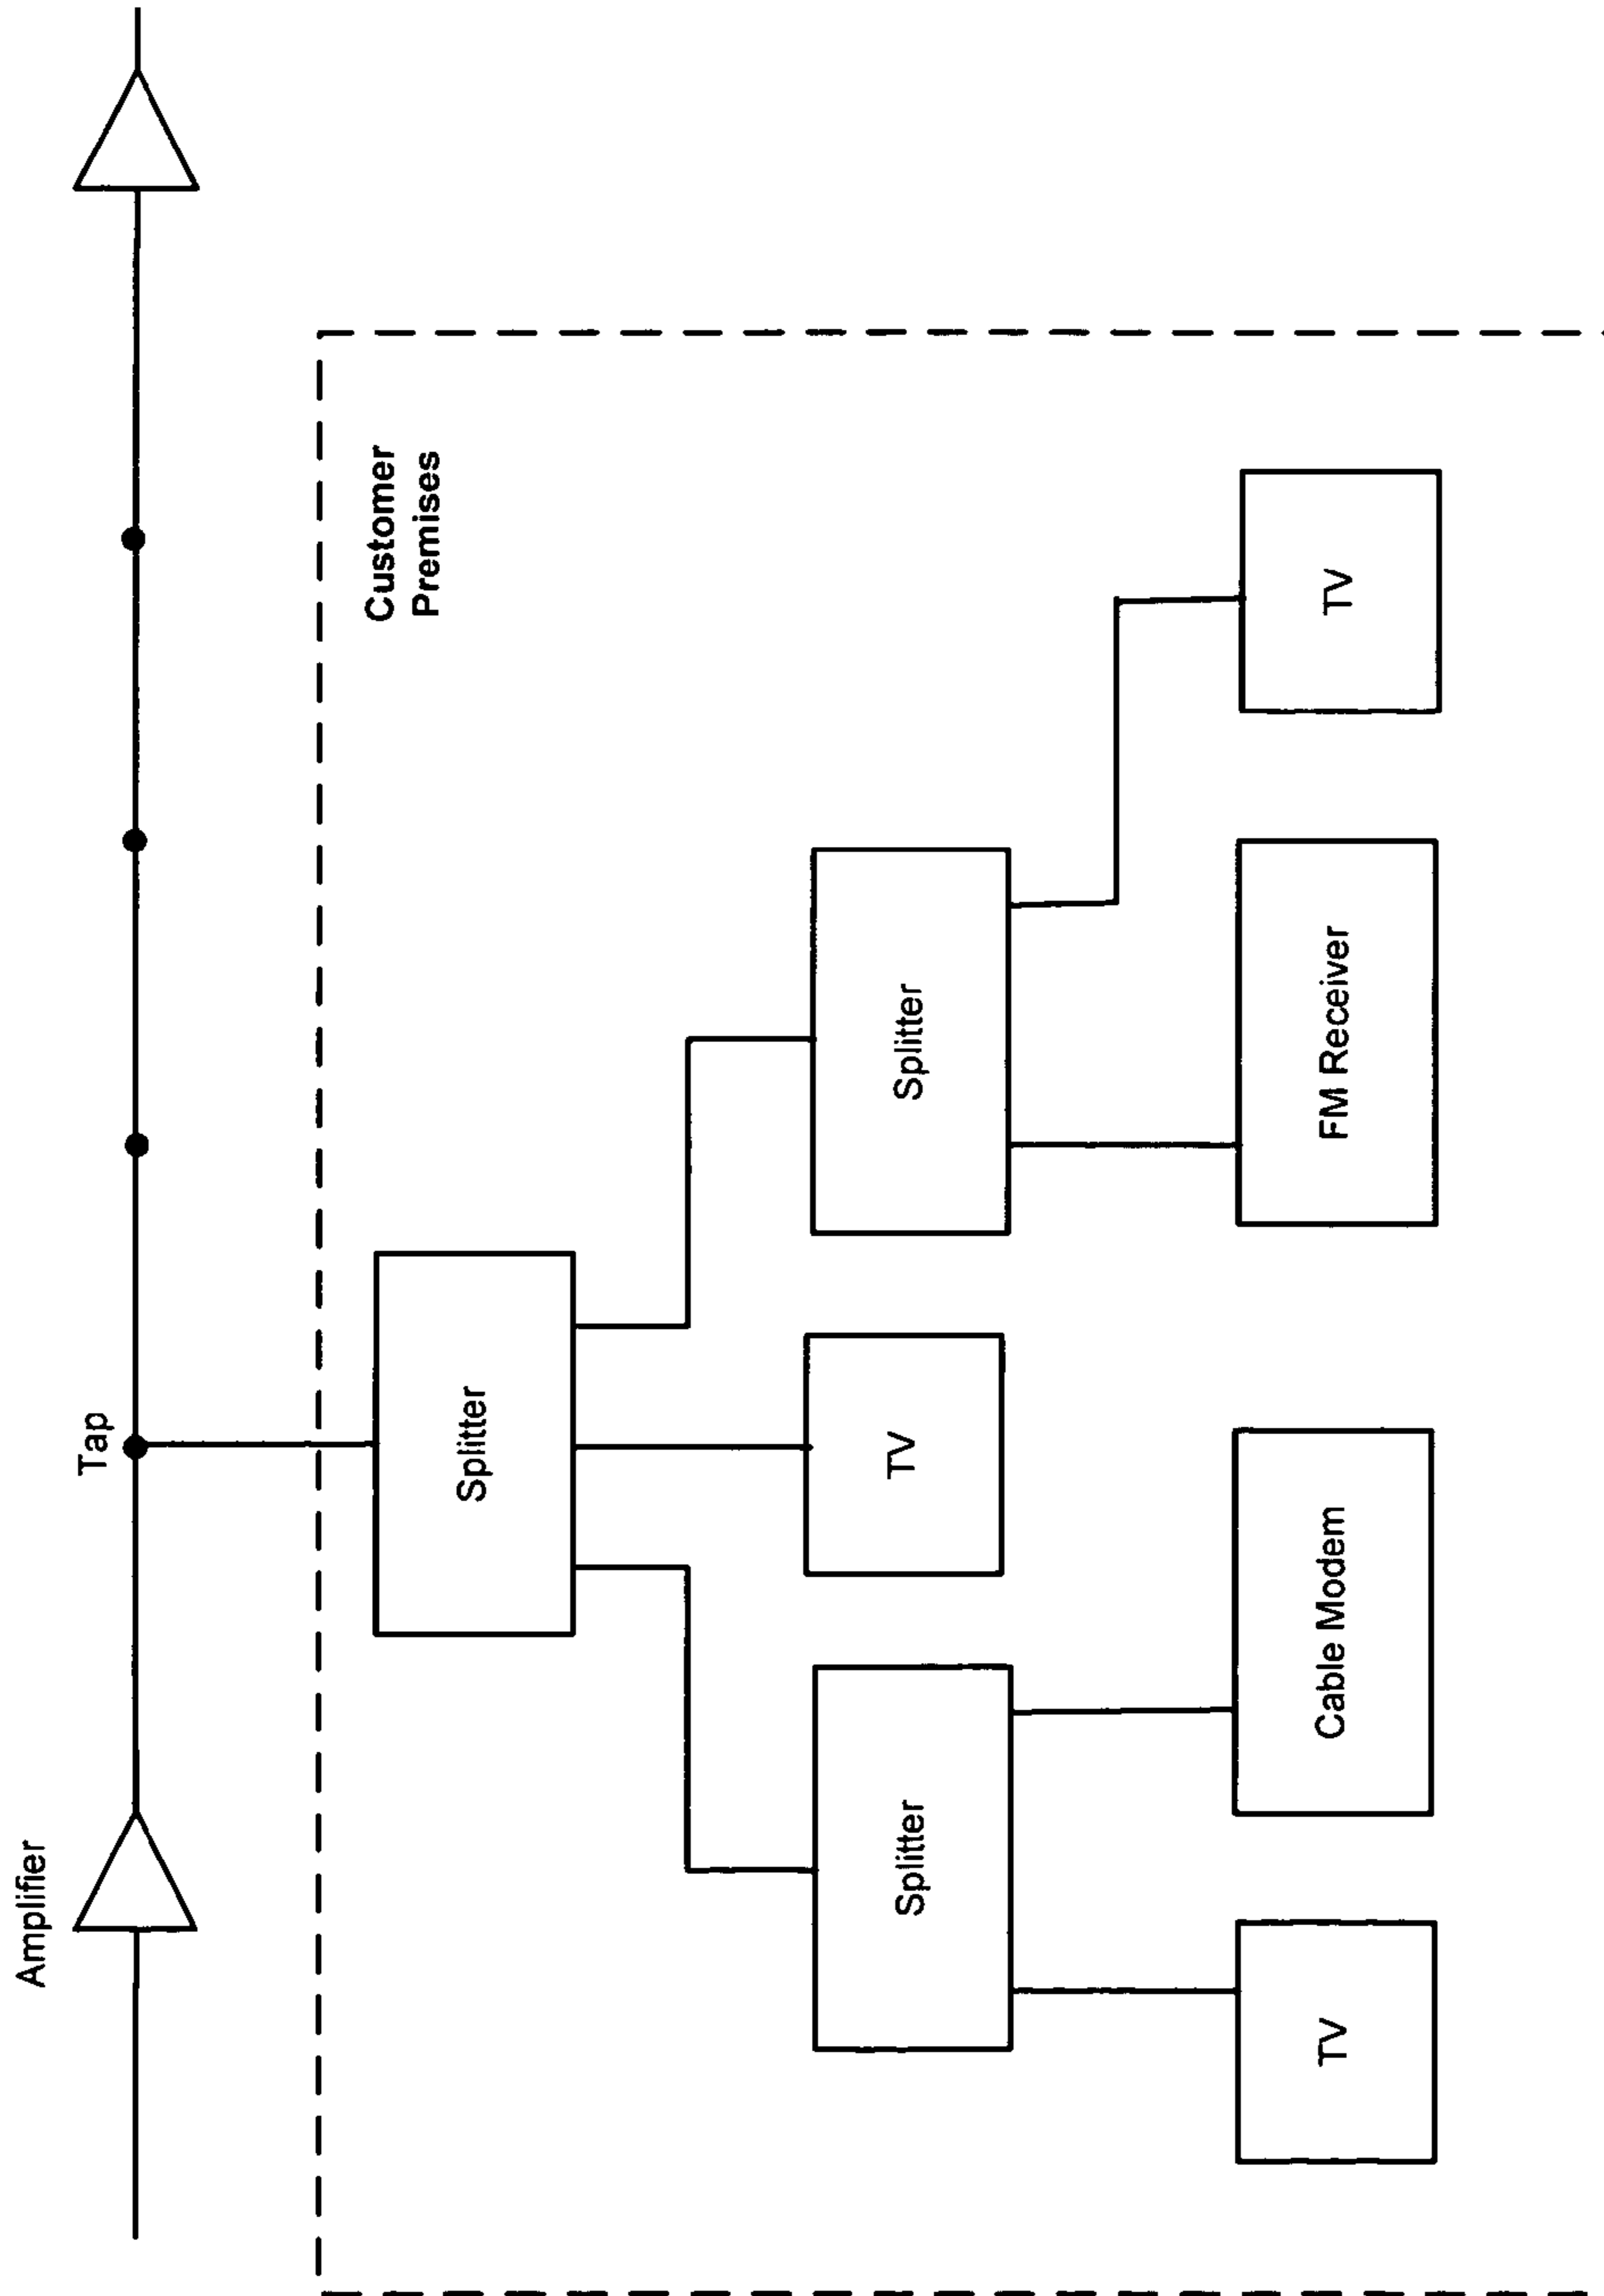 Amplifier
Tap
Customer
Premises
Splitter
Splitter
TV
Splitter
TV
Cable Modem
FM Receiver
TV